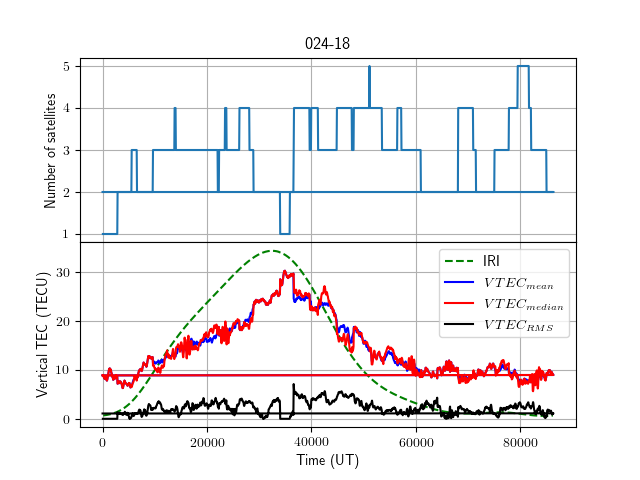 024-18
Number of satellites
5
4
3
2
1
Vertical TEC (TECU)
30
20
10
0
IRI
VTEC_mean
VTEC_median
VTEC_RMS
0 20000 40000 60000 80000
Time (UT)